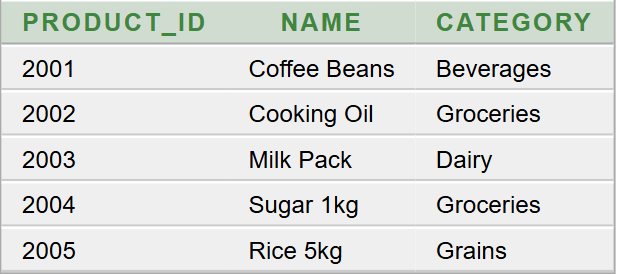 PRODUCT_ID NAME CATEGORY
2001 Coffee Beans Beverages
2002 Cooking Oil Groceries
2003 Milk Pack Dairy
2004 Sugar 1kg Groceries
2005 Rice 5kg Grains